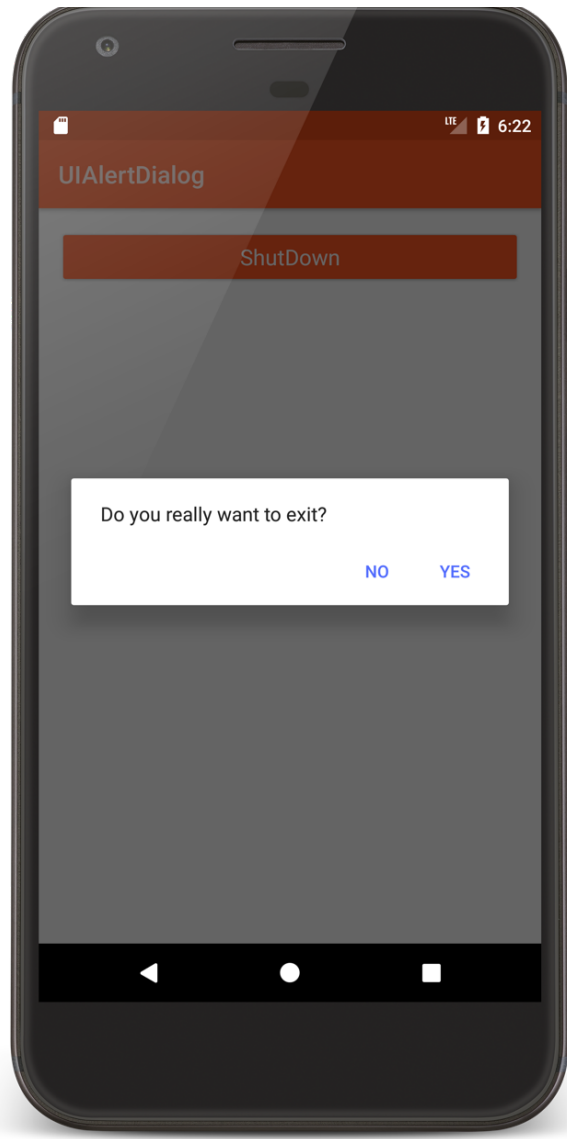 LTE 6:22
UIAlertDialog
ShutDown
Do you really want to exit?
NO YES